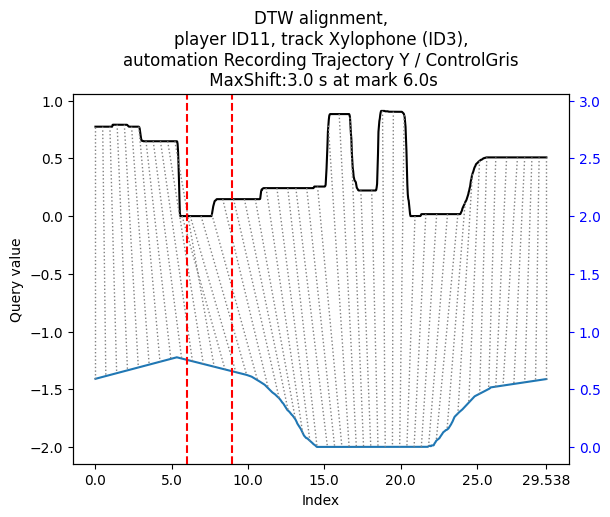 DTW alignment,
player ID11, track Xylophone (ID3),
automation Recording Trajectory Y / ControlGris
MaxShift:3.0 s at mark 6.0s
1.0
0.5
0.0
−0.5
−1.0
−1.5
−2.0
Query value
3.0
2.5
2.0
1.5
1.0
0.5
0.0
0.0 5.0 10.0 15.0 20.0 25.0 29.538
Index